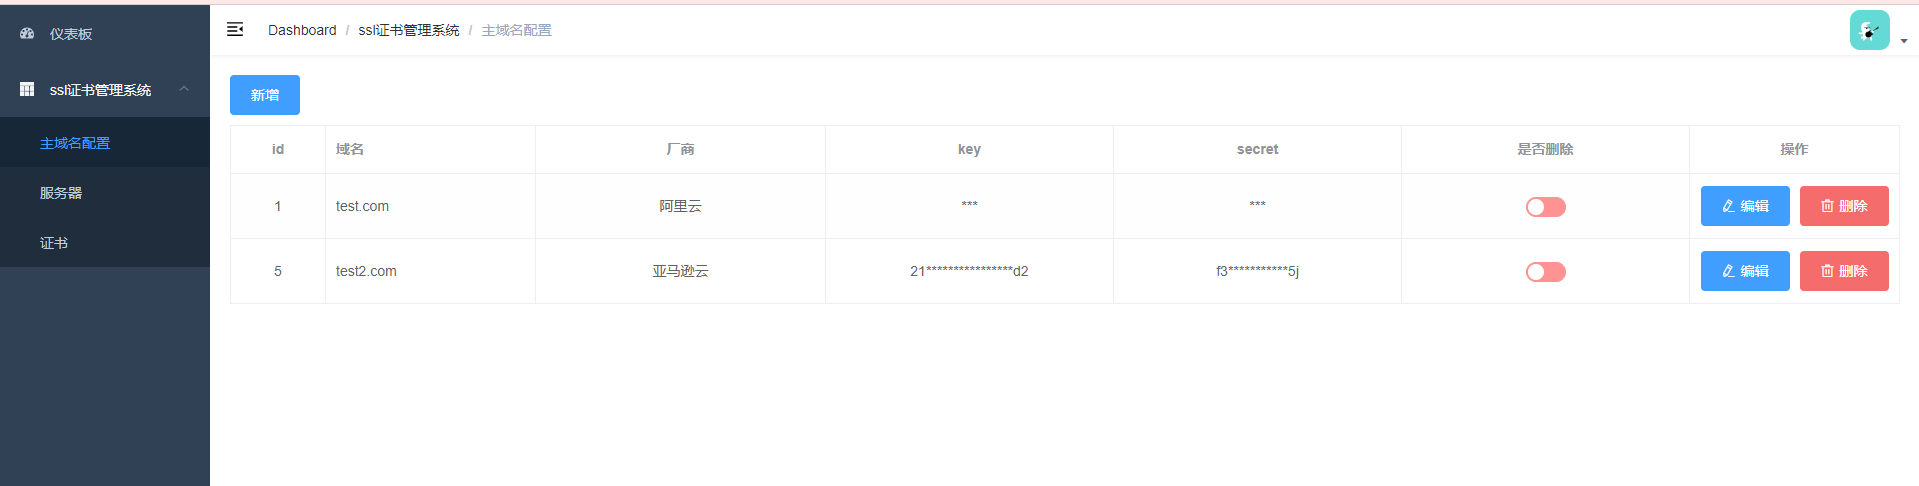 仪表板
ssl证书管理系统
主域名配置
服务器
证书
Dashboard / ssl证书管理系统 / 主域名配置
新增
id 域名 厂商 key secret 是否删除 操作
1 test.com 阿里云 *** *** 编辑 删除
5 test2.com 亚马逊云 21****************d2 f3***********5j 编辑 删除